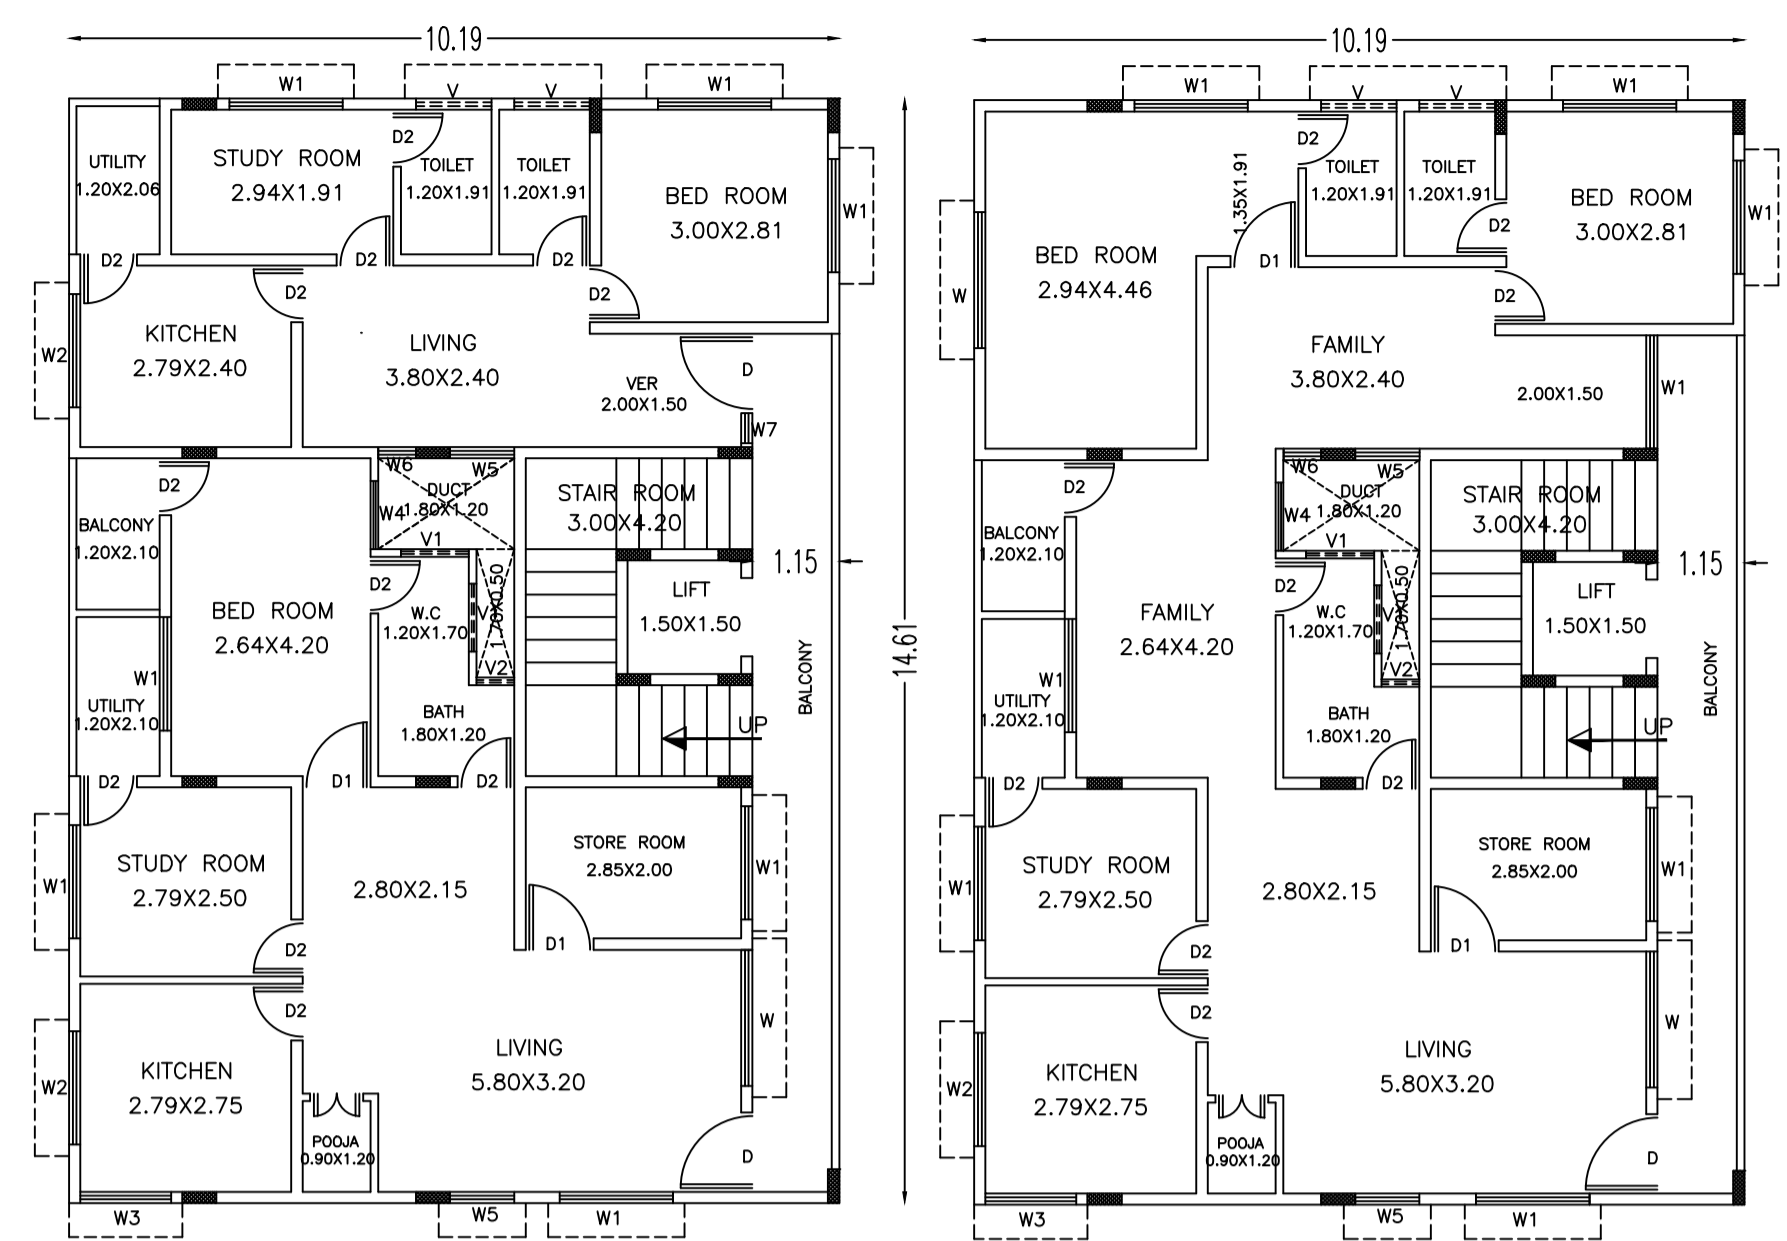 10.19
W1
V
V
W1
UTILITY
1.20X2.06
STUDY ROOM
2.94X1.91
D2
TOILET
1.20X1.91
TOILET
1.20X1.91
BED ROOM
3.00X2.81
W1
D2
D2
D2
D2
D2
KITCHEN
2.79X2.40
W2
LIVING
3.80X2.40
VER
2.00X1.50
D
W7
D2
W6
W5
DUCT
1.80X1.20
W4
V1
STAIR ROOM
3.00X4.20
BALCONY
1.20X2.10
D2
W.C
1.20X1.70
1.70X0.50
V2
LIFT
1.50X1.50
1.15
BED ROOM
2.64X4.20
W1
UTILITY
1.20X2.10
BATH
1.80X1.20
UP
BALCONY
D2
D1
D2
STUDY ROOM
2.79X2.50
W1
2.80X2.15
STORE ROOM
2.85X2.00
W1
D2
D1
D2
KITCHEN
2.79X2.75
W2
LIVING
5.80X3.20
W
POOJA
0.90X1.20
D
W3
W5
W1
14.61
10.19
W1
V
V
W1
1.35X1.91
D2
TOILET
1.20X1.91
TOILET
1.20X1.91
BED ROOM
3.00X2.81
W1
BED ROOM
2.94X4.46
W
D1
D2
D2
FAMILY
3.80X2.40
2.00X1.50
W1
D2
W6
W5
DUCT
1.80X1.20
W4
V1
STAIR ROOM
3.00X4.20
BALCONY
1.20X2.10
D2
W.C
1.20X1.70
1.70X0.50
V2
LIFT
1.50X1.50
1.15
FAMILY
2.64X4.20
W1
UTILITY
1.20X2.10
BATH
1.80X1.20
UP
BALCONY
D2
D2
STUDY ROOM
2.79X2.50
W1
2.80X2.15
STORE ROOM
2.85X2.00
W1
D2
D1
D2
KITCHEN
2.79X2.75
W2
LIVING
5.80X3.20
W
POOJA
0.90X1.20
D
W3
W5
W1